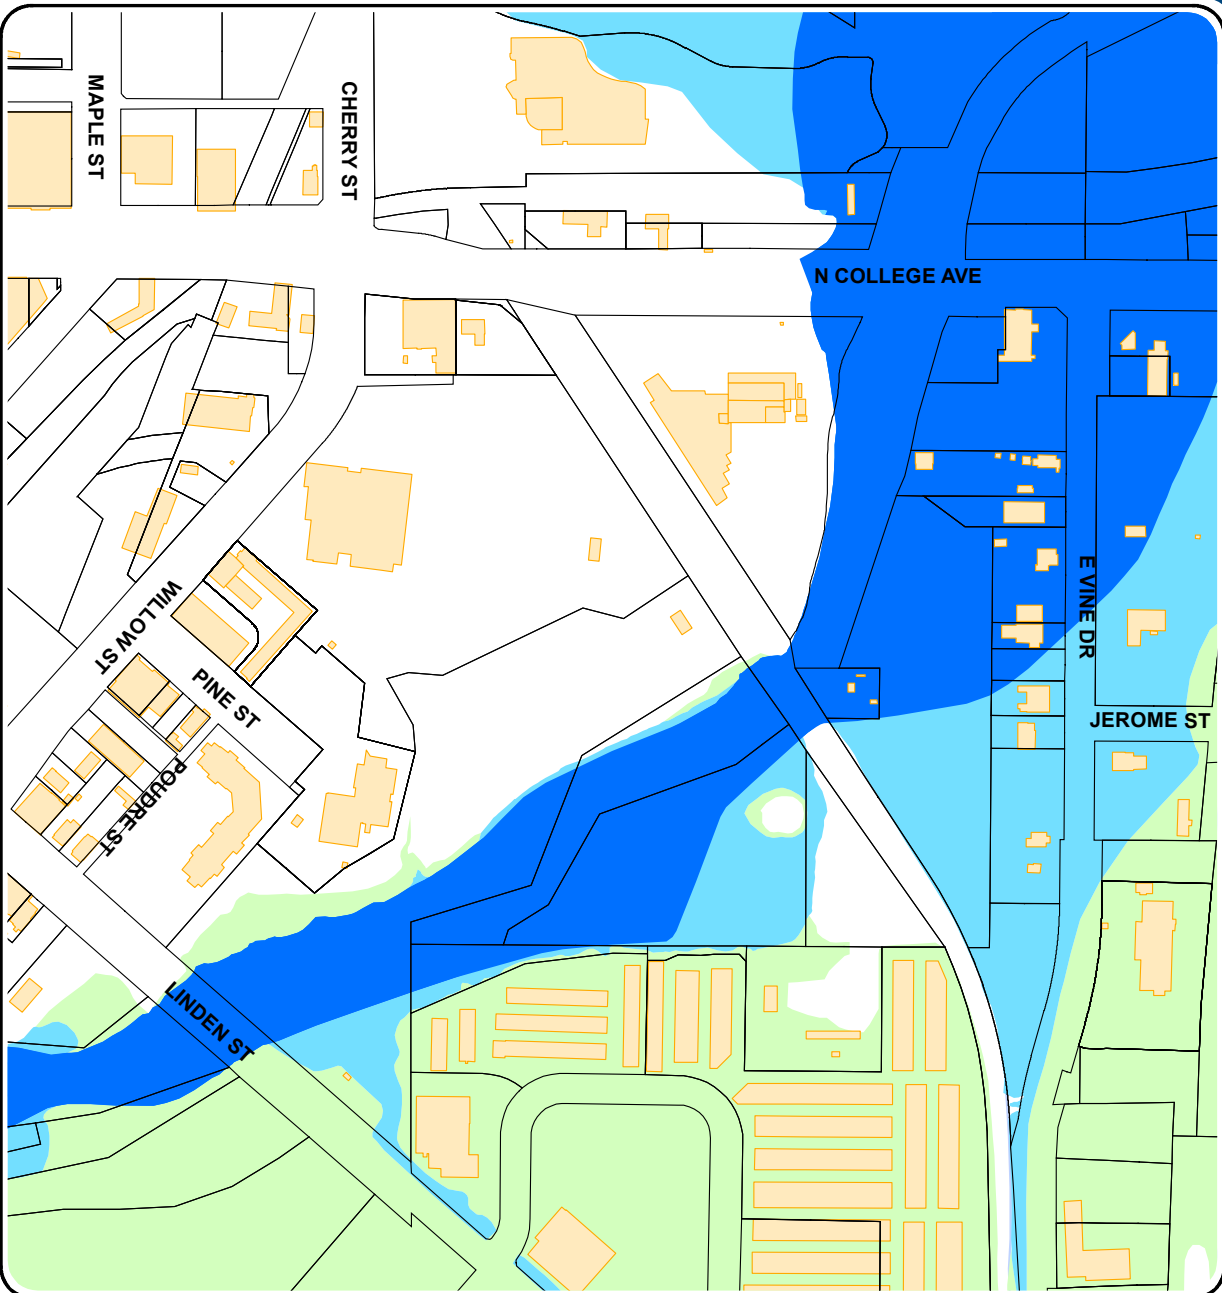 MAPLE ST
CHERRY ST
N COLLEGE AVE
E VINE DR
WILLOW ST
PINE ST
JEROME ST
POUDRE ST
LINDEN ST